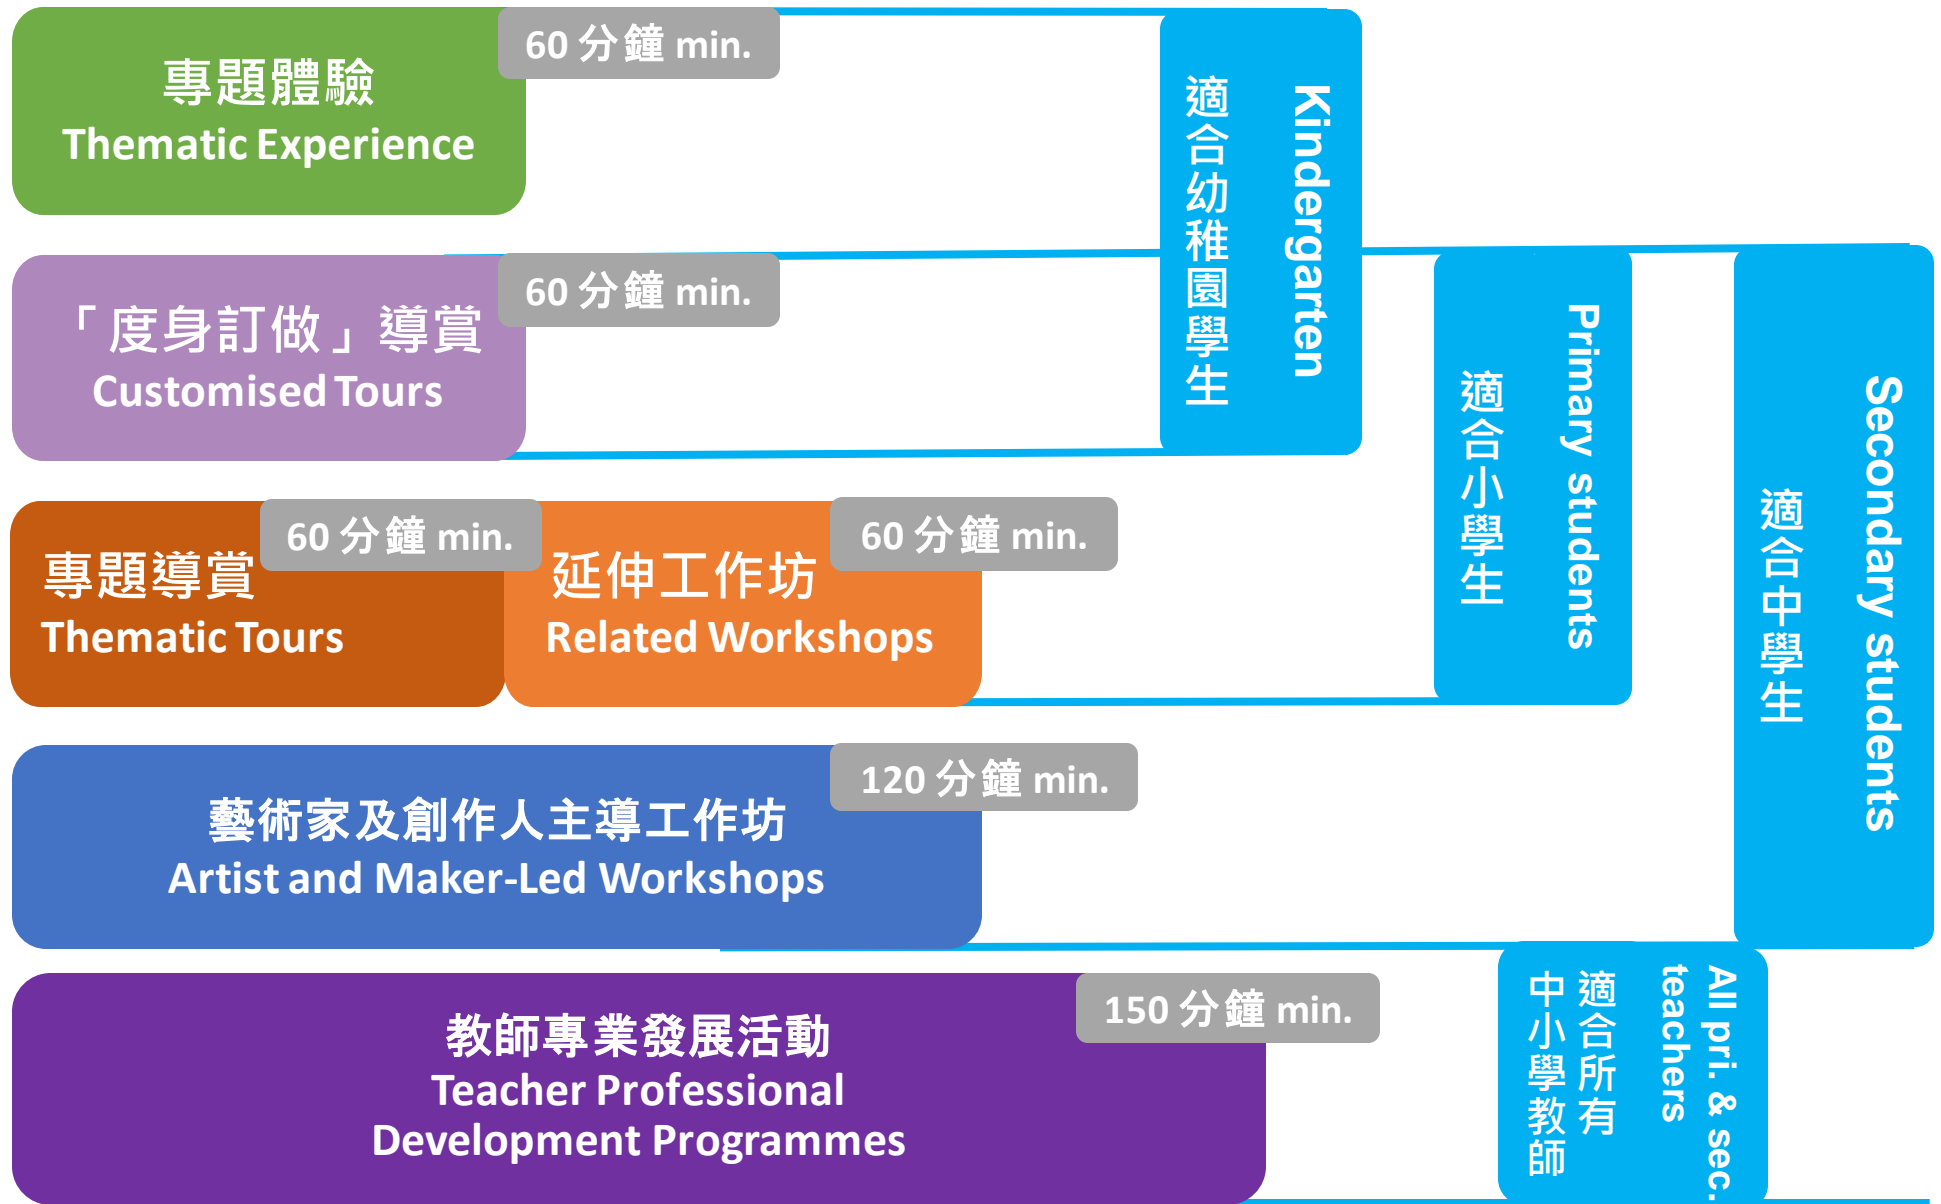 專題體驗
Thematic Experience
60 分鐘 min.
「度身訂做」導賞
Customised Tours
60 分鐘 min.
專題導賞
Thematic Tours
60 分鐘 min.
延伸工作坊
Related Workshops
60 分鐘 min.
藝術家及創作人主導工作坊
Artist and Maker-Led Workshops
120 分鐘 min.
教師專業發展活動
Teacher Professional
Development Programmes
150 分鐘 min.
Kindergarten
適合幼稚園學生
Primary students
適合小學生
Secondary students
適合中學生
All pri. & sec.
teachers
適合所有
中小學教師